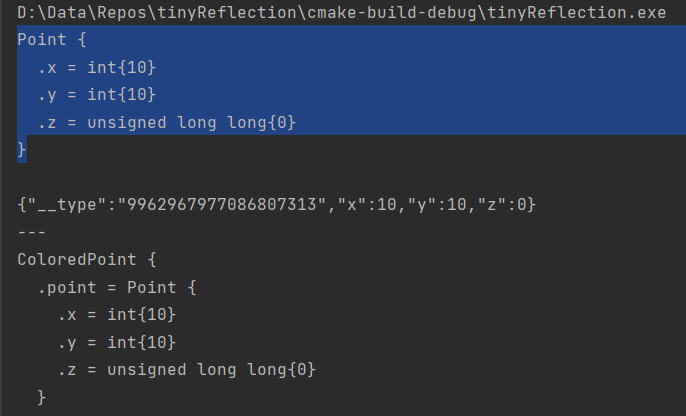 D:\Data\Repos\tinyReflection\cmake-build-debug\tinyReflection.exe
Point {
  .x = int{10}
  .y = int{10}
  .z = unsigned long long{0}
}

{"__type":"9962967977086807313","x":10,"y":10,"z":0}
---
ColoredPoint {
  .point = Point {
    .x = int{10}
    .y = int{10}
    .z = unsigned long long{0}
  }